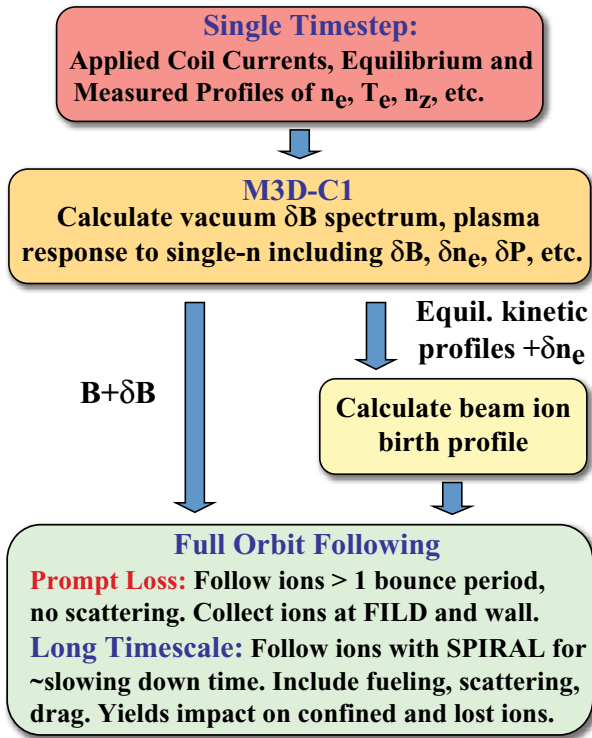 Single Timestep:
Applied Coil Currents, Equilibrium and
Measured Profiles of nₑ, Tₑ, n_z, etc.
M3D-C1
Calculate vacuum δB spectrum, plasma
response to single-n including δB, δnₑ, δP, etc.
Equil. kinetic
profiles +δnₑ
B+δB
Calculate beam ion
birth profile
Full Orbit Following
Prompt Loss: Follow ions > 1 bounce period,
no scattering. Collect ions at FILD and wall.
Long Timescale: Follow ions with SPIRAL for
~slowing down time. Include fueling, scattering,
drag. Yields impact on confined and lost ions.